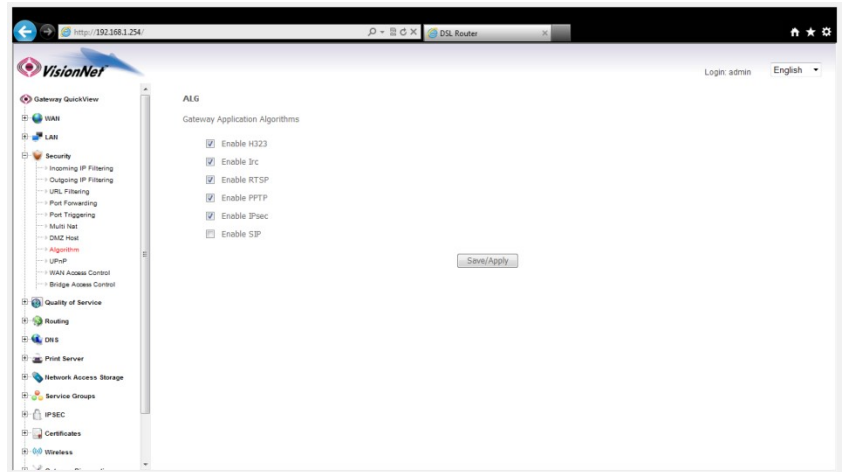 http://192.168.1.254/
DSL Router
VisionNet
Login: admin
English
Gateway QuickView
WAN
LAN
Security
Incoming IP Filtering
Outgoing IP Filtering
URL Filtering
Port Forwarding
Port Triggering
Multi Nat
DMZ Host
Algorithm
UPnP
WAN Access Control
Bridge Access Control
Quality of Service
Routing
DNS
Print Server
Network Access Storage
Service Groups
IPSEC
Certificates
Wireless
ALG
Gateway Application Algorithms
Enable H323
Enable Irc
Enable RTSP
Enable PPTP
Enable IPsec
Enable SIP
Save/Apply